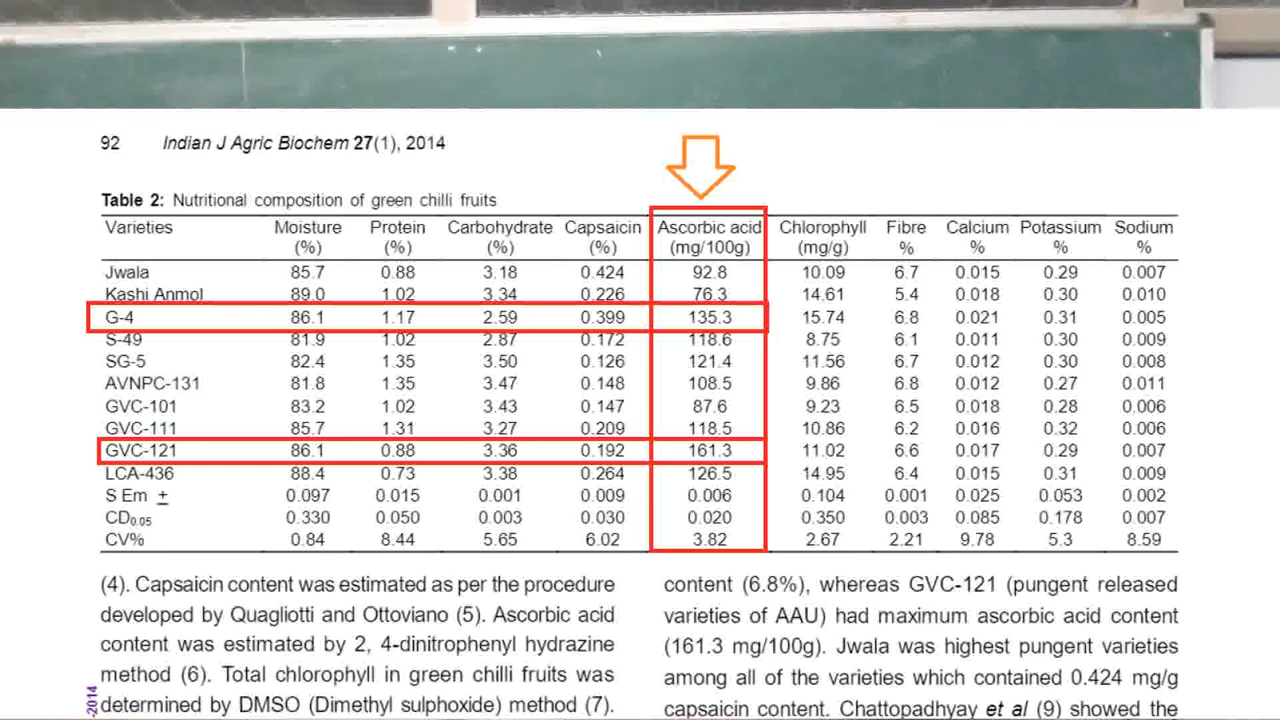 92 Indian J Agric Biochem 27(1), 2014
Table 2: Nutritional composition of green chilli fruits
Varieties Moisture Protein Carbohydrate Capsaicin Ascorbic acid Chlorophyll Fibre Calcium Potassium Sodium
(%) (%) (%) (%) (mg/100g) (mg/g) % % % %
Jwala 85.7 0.88 3.18 0.424 92.8 10.09 6.7 0.015 0.29 0.007
Kashi Anmol 89.0 1.02 3.34 0.226 76.3 14.61 5.4 0.018 0.30 0.010
G-4 86.1 1.17 2.59 0.399 135.3 15.74 6.8 0.021 0.31 0.005
S-49 81.9 1.02 2.87 0.172 118.6 8.75 6.1 0.011 0.30 0.009
SG-5 82.4 1.35 3.50 0.126 121.4 11.56 6.7 0.012 0.30 0.008
AVNPC-131 81.8 1.35 3.47 0.148 108.5 9.86 6.8 0.012 0.27 0.011
GVC-101 83.2 1.02 3.43 0.147 87.6 9.23 6.5 0.018 0.28 0.006
GVC-111 85.7 1.31 3.27 0.209 118.5 10.86 6.2 0.016 0.32 0.006
GVC-121 86.1 0.88 3.36 0.192 161.3 11.02 6.6 0.017 0.29 0.007
LCA-436 88.4 0.73 3.38 0.264 126.5 14.95 6.4 0.015 0.31 0.009
S Em ± 0.097 0.015 0.001 0.009 0.006 0.104 0.001 0.025 0.053 0.002
CD0.05 0.330 0.050 0.003 0.030 0.020 0.350 0.003 0.085 0.178 0.007
CV% 0.84 8.44 5.65 6.02 3.82 2.67 2.21 9.78 5.3 8.59
(4). Capsaicin content was estimated as per the procedure
developed by Quagliotti and Ottoviano (5). Ascorbic acid
content was estimated by 2, 4-dinitrophenyl hydrazine
method (6). Total chlorophyll in green chilli fruits was
determined by DMSO (Dimethyl sulphoxide) method (7).
content (6.8%), whereas GVC-121 (pungent released
varieties of AAU) had maximum ascorbic acid content
(161.3 mg/100g). Jwala was highest pungent varieties
among all of the varieties which contained 0.424 mg/g
capsaicin content. Chattopadhyay et al (9) showed the
-2014